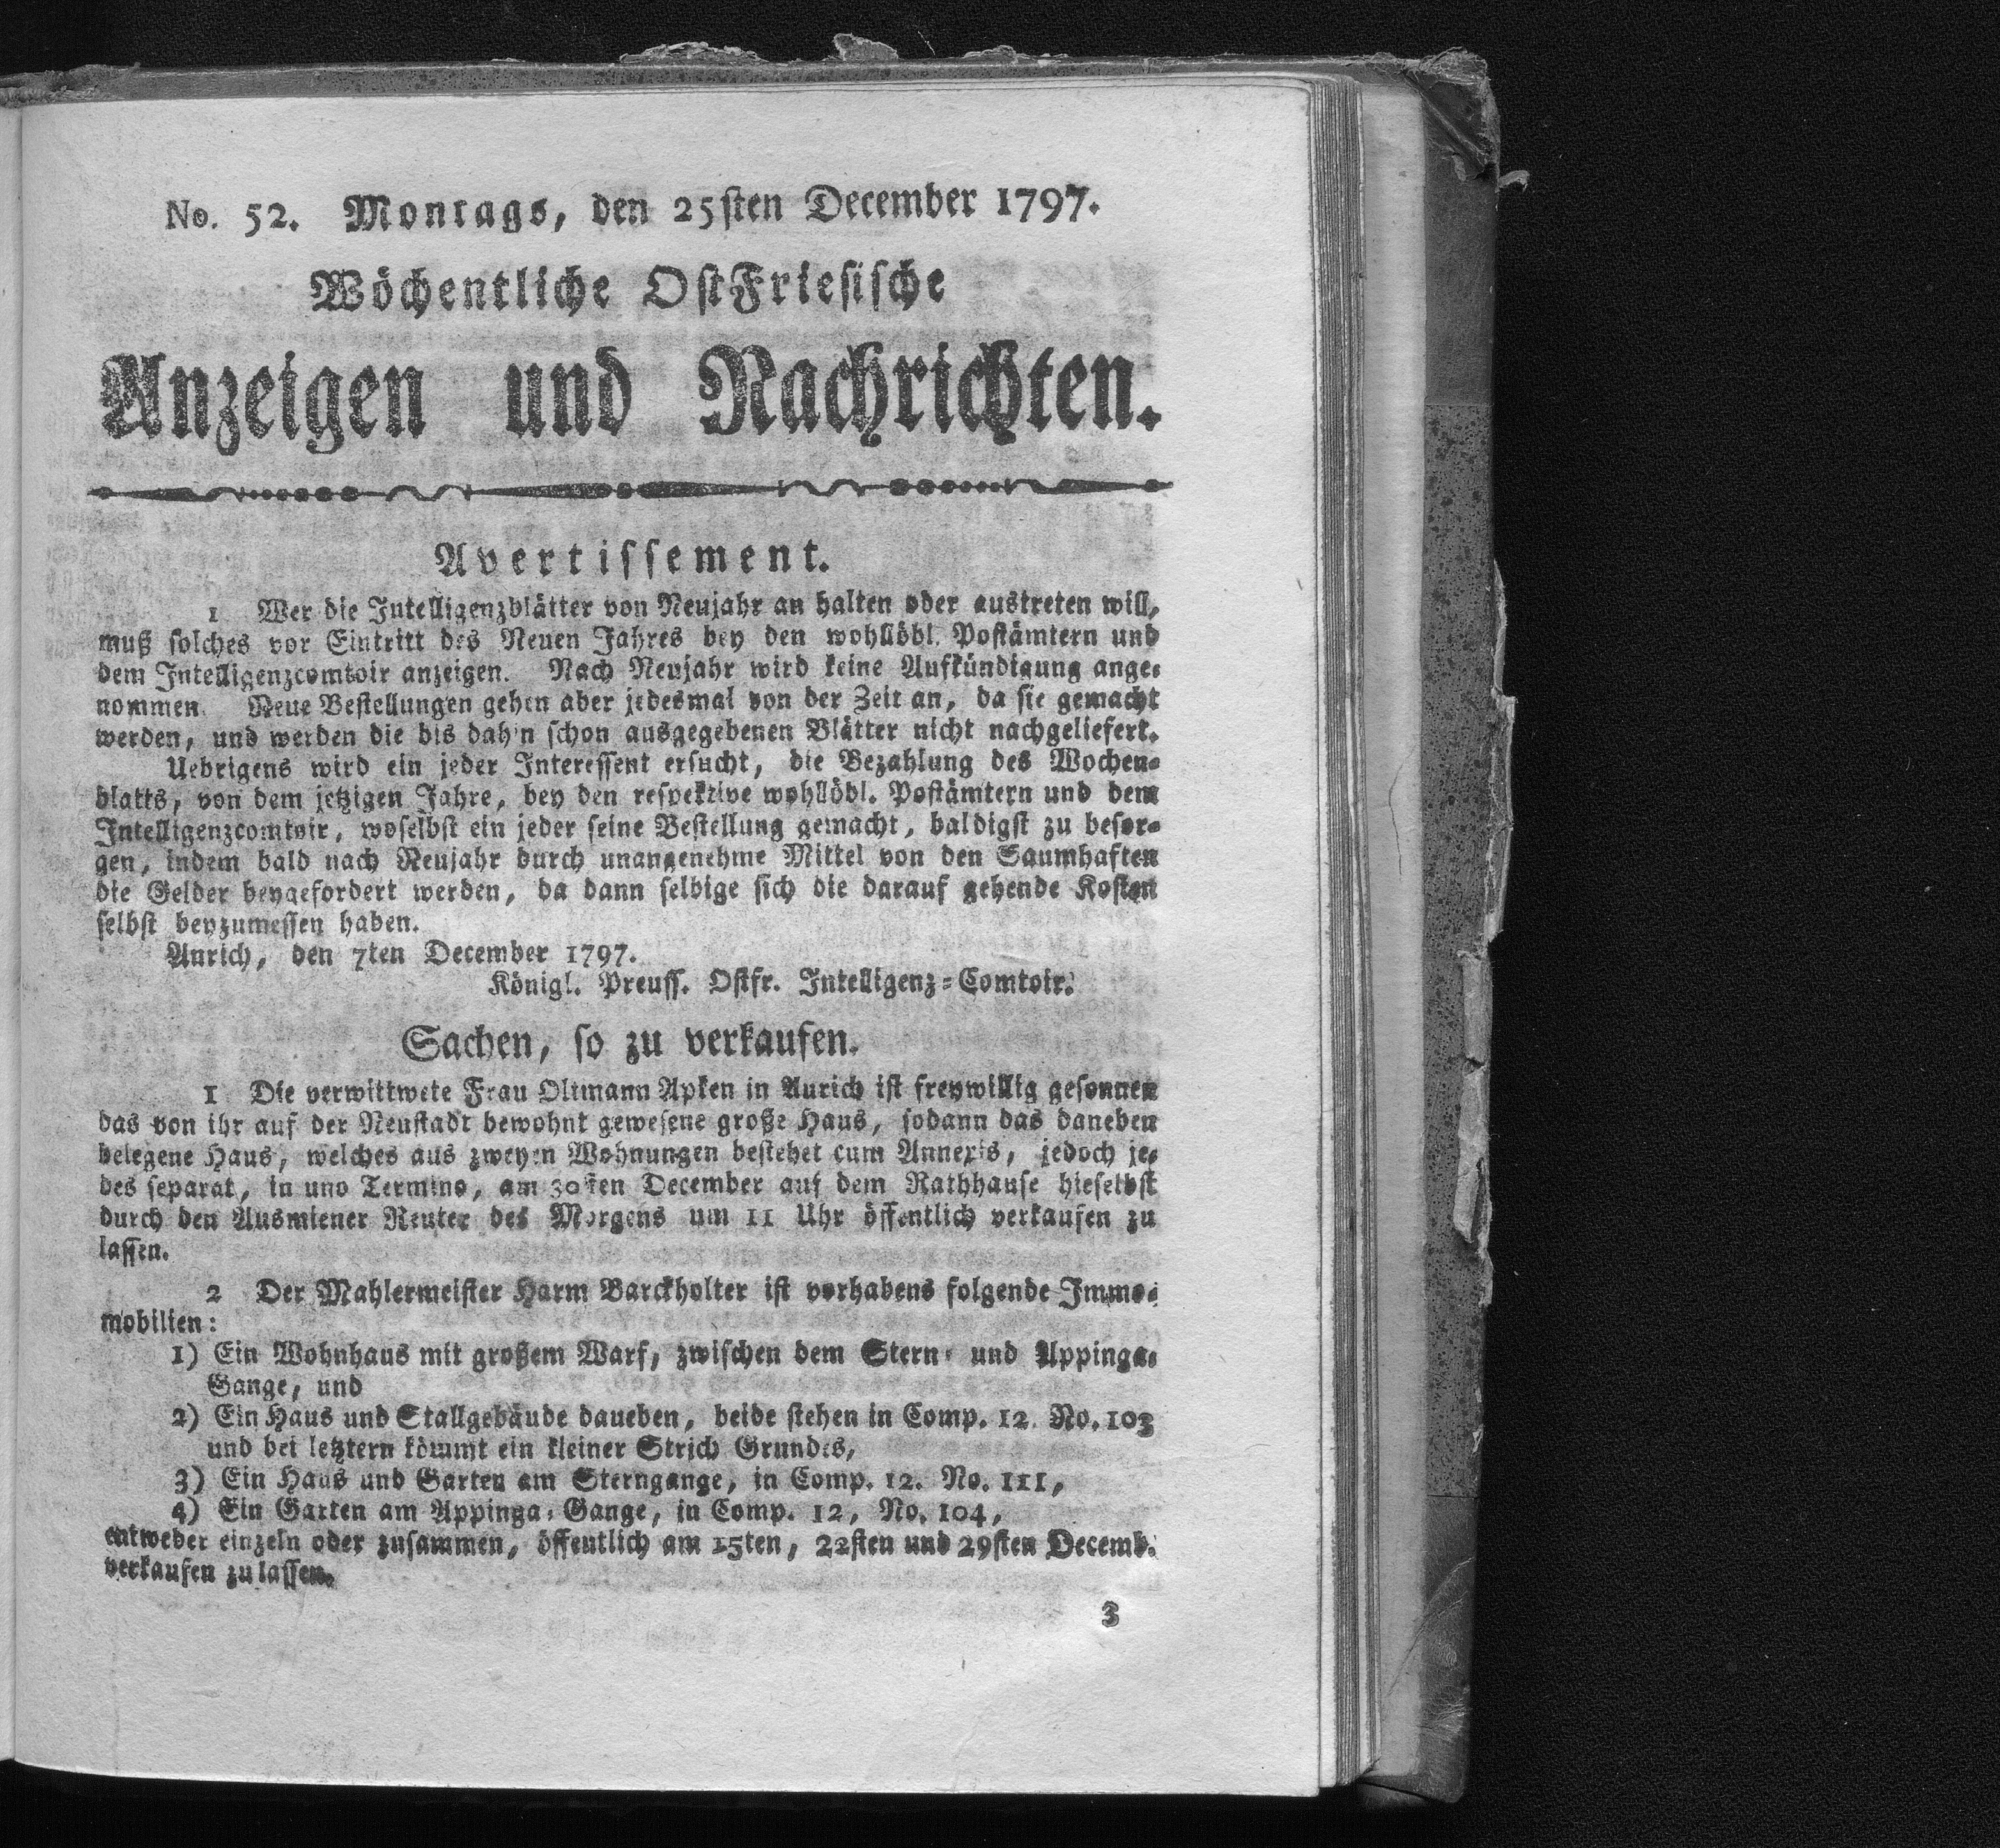 No. 52. Montags, den 25sten December 1797.
Wöchentliche OstFriesische
Anzeigen und Nachrichten.
Avertissement.
1 Wer die Intelligenzblätter von Neujahr an halten oder austreten will,
muß solches vor Eintritt des Neuen Jahres bey den wohllöbl. Postämtern und
dem Intelligenzcomtoir anzeigen. Nach Neujahr wird keine Aufkündigung ange-
nommen. Neue Bestellungen gehen aber jedesmal von der Zeit an, da sie gemacht
werden, und werden die bis dahin schon ausgegebenen Blätter nicht nachgeliefert.
Uebrigens wird ein jeder Interessent ersucht, die Bezahlung des Wochen-
blatts, von dem jetzigen Jahre, bey den respektive wohllöbl. Postämtern und dem
Intelligenzcomtoir, woselbst ein jeder seine Bestellung gemacht, baldigst zu besor-
gen, indem bald nach Neujahr durch unangenehme Mittel von den Saumhaften
die Gelder beygefordert werden, da dann selbige sich die darauf gehende Kosten
selbst beyzumessen haben.
Aurich, den 7ten December 1797.
Königl. Preuss. Ostfr. Intelligenz-Comtoir.
Sachen, so zu verkaufen.
1 Die verwittwete Frau Oltmann Apken in Aurich ist freywillig gesonnen
das von ihr auf der Neustadt bewohnt gewesene große Haus, sodann das daneben
belegene Haus, welches aus zweyen Wohnungen bestehet cum Annexis, jedoch je-
des separat, in uno Termino, am 30sten December auf dem Rathhause hieselbst
durch den Ausmiener Reuter des Morgens um 11 Uhr öffentlich verkaufen zu
lassen.
2 Der Mahlermeister Harm Barckholter ist vorhabens folgende Immo-
mobilien:
1) Ein Wohnhaus mit großem Warf, zwischen dem Stern- und Appinga-
Gange, und
2) Ein Haus und Stallgebäude daueben, beide stehen in Comp. 12. No. 103
und bei letztern kömmt ein kleiner Strich Grundes,
3) Ein Haus und Garten am Sterngange, in Comp. 12. No. 111,
4) Ein Garten am Appinga-Gange, in Comp. 12, No. 104,
entweder einzeln oder zusammen, öffentlich am 15ten, 22sten und 29sten Decemb.
verkaufen zu lassen.
3